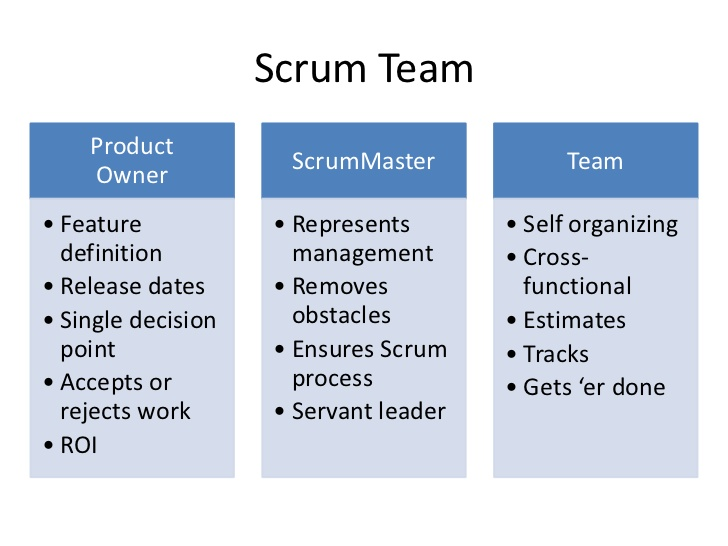 Scrum Team
Product
Owner
• Feature
definition
• Release dates
• Single decision
point
• Accepts or
rejects work
• ROI
ScrumMaster
• Represents
management
• Removes
obstacles
• Ensures Scrum
process
• Servant leader
Team
• Self organizing
• Cross-
functional
• Estimates
• Tracks
• Gets ‘er done